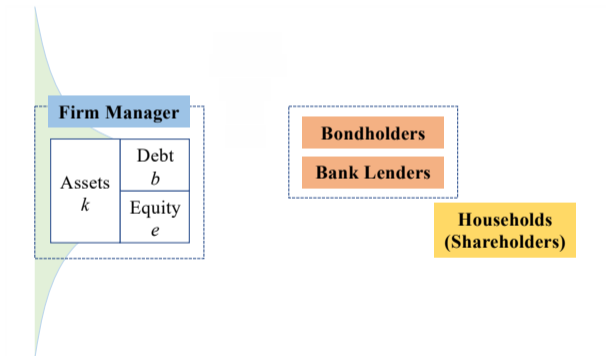 Firm Manager
Assets
k
Debt
b
Equity
e
Bondholders
Bank Lenders
Households
(Shareholders)